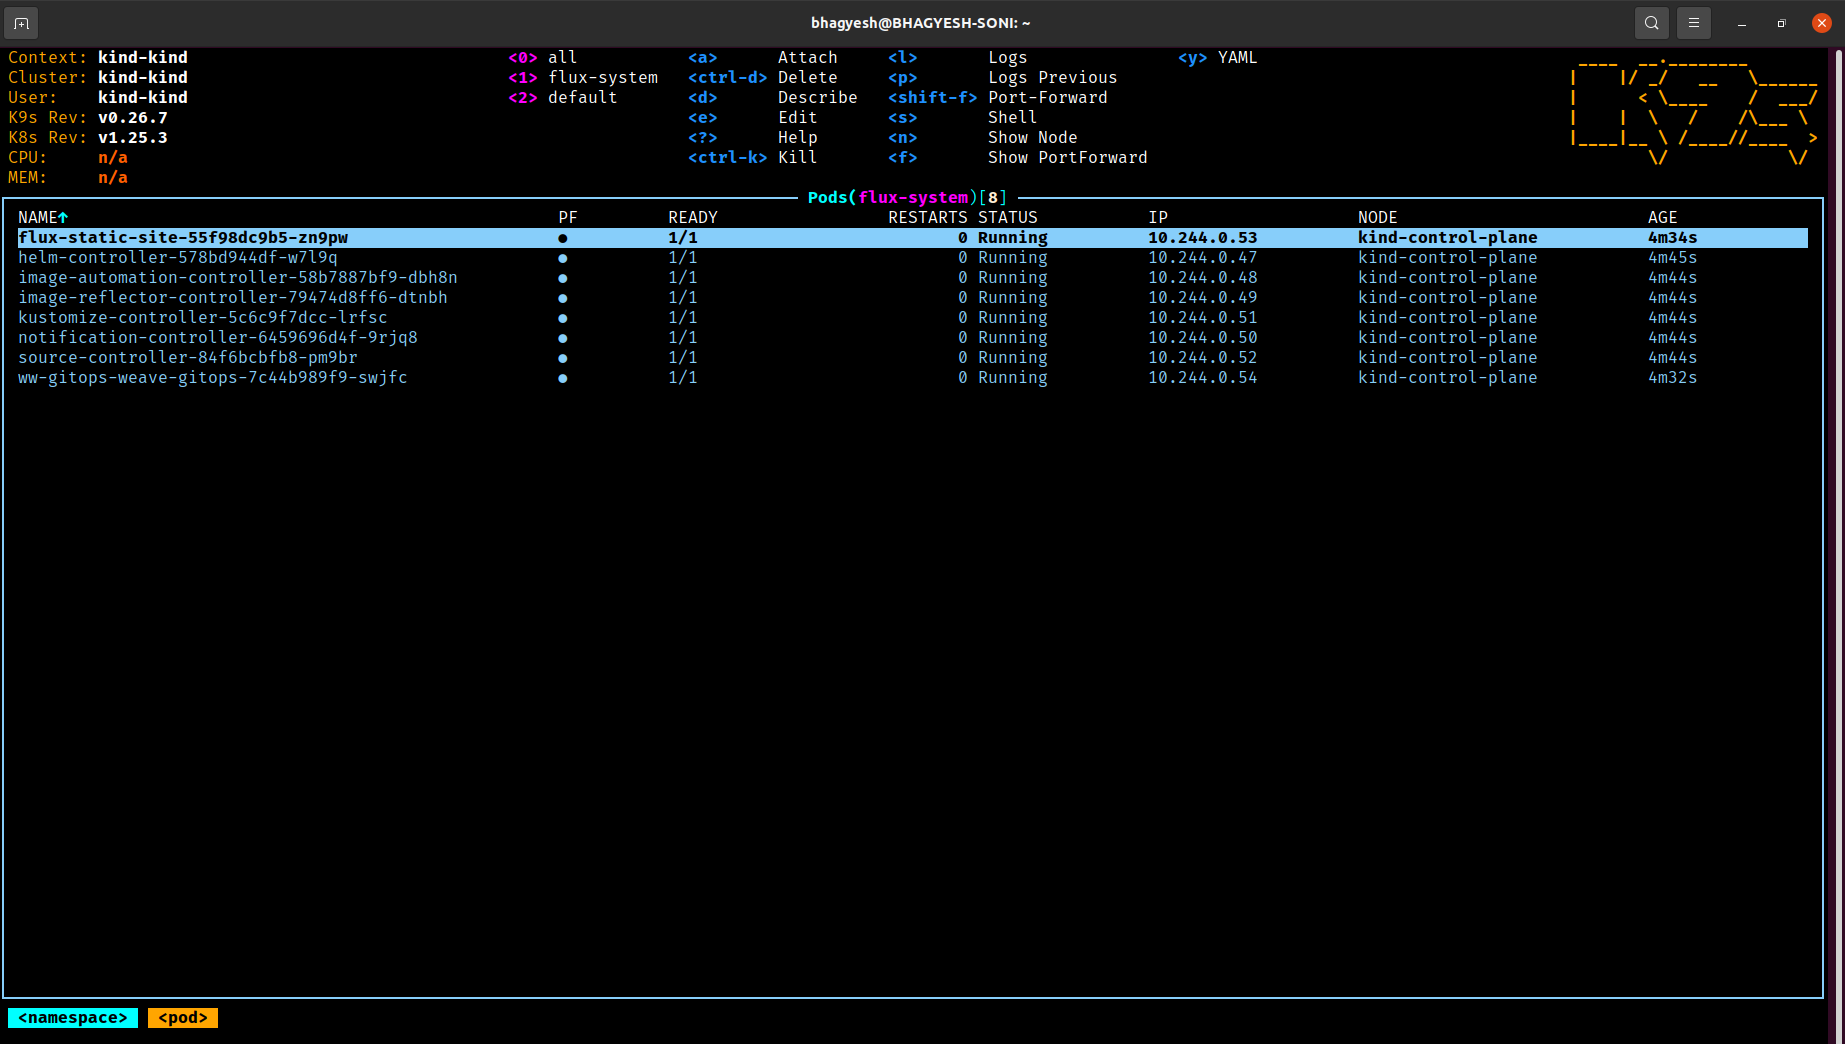 bhagyesh@BHAGYESH-SONI: ~
Context: kind-kind <0> all <a> Attach <l> Logs <y> YAML
Cluster: kind-kind <1> flux-system <ctrl-d> Delete <p> Logs Previous
User: kind-kind <2> default <d> Describe <shift-f> Port-Forward
K9s Rev: v0.26.7 <e> Edit <s> Shell
K8s Rev: v1.25.3 <?> Help <n> Show Node
CPU: n/a <ctrl-k> Kill <f> Show PortForward
MEM: n/a
Pods(flux-system)[8]
NAME↑ PF READY RESTARTS STATUS IP NODE AGE
flux-static-site-55f98dc9b5-zn9pw ● 1/1 0 Running 10.244.0.53 kind-control-plane 4m34s
helm-controller-578bd944df-w7l9q ● 1/1 0 Running 10.244.0.47 kind-control-plane 4m45s
image-automation-controller-58b7887bf9-dbh8n ● 1/1 0 Running 10.244.0.48 kind-control-plane 4m44s
image-reflector-controller-79474d8ff6-dtnbh ● 1/1 0 Running 10.244.0.49 kind-control-plane 4m44s
kustomize-controller-5c6c9f7dcc-lrfsc ● 1/1 0 Running 10.244.0.51 kind-control-plane 4m44s
notification-controller-6459696d4f-9rjq8 ● 1/1 0 Running 10.244.0.50 kind-control-plane 4m44s
source-controller-84f6bcbfb8-pm9br ● 1/1 0 Running 10.244.0.52 kind-control-plane 4m44s
ww-gitops-weave-gitops-7c44b989f9-swjfc ● 1/1 0 Running 10.244.0.54 kind-control-plane 4m32s
<namespace> <pod>